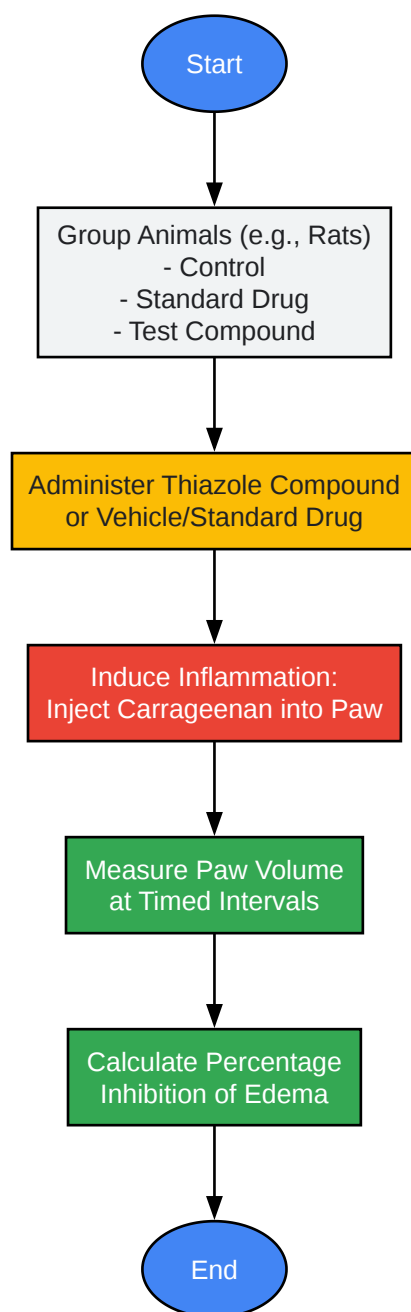 Start
Group Animals (e.g., Rats)
- Control
- Standard Drug
- Test Compound
Administer Thiazole Compound
or Vehicle/Standard Drug
Induce Inflammation:
Inject Carrageenan into Paw
Measure Paw Volume
at Timed Intervals
Calculate Percentage
Inhibition of Edema
End